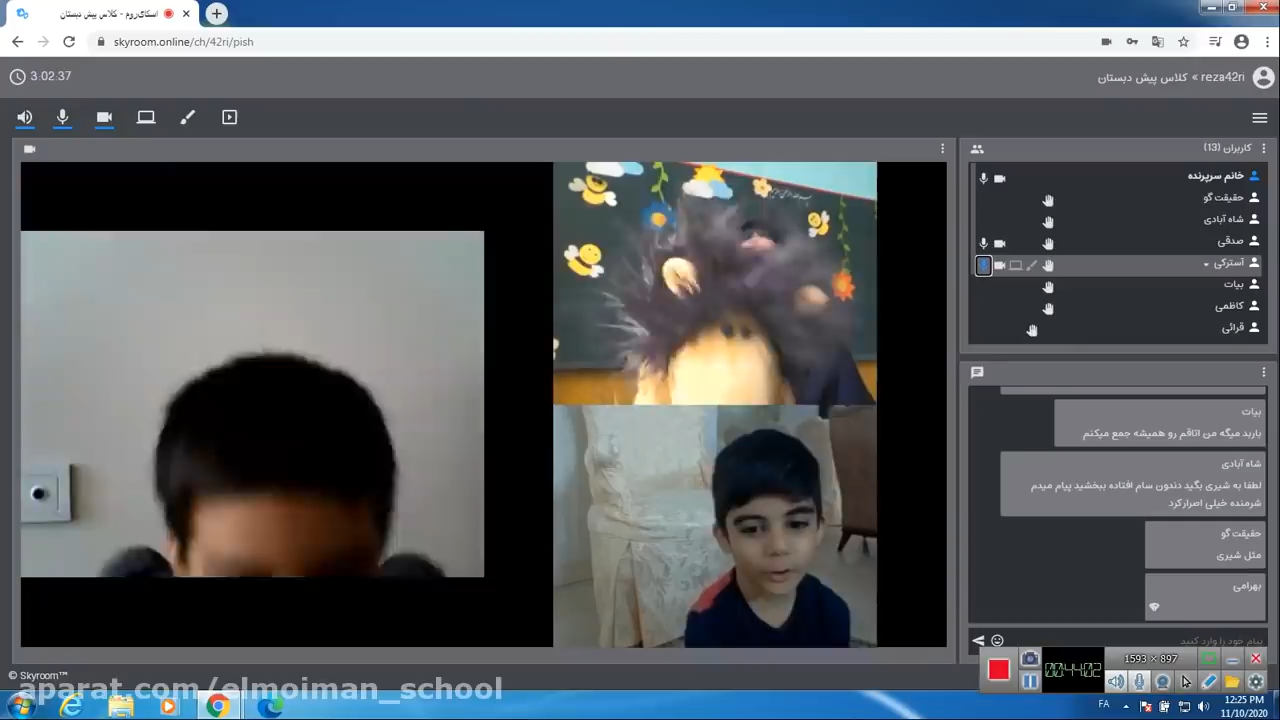 اسکای‌روم - کلاس پیش دبستان
skyroom.online/ch/42ri/pish
3:02:37
reza42ri » کلاس پیش دبستان
کاربران (13)
خانم سرپرنده
حقیقت گو
شاه آبادی
صدقی
آسترکی
بیات
کاظمی
قرائی
بیات
باربد میگه من اتاقم رو همیشه جمع میکنم
شاه آبادی
لطفا به شیری بگید دندون سام افتاده ببخشید پیام میدم
شرمنده خیلی اصرارکرد
حقیقت گو
مثل شیری
بهرامی
پیام خود را وارد کنید
© Skyroom™
aparat.com/elmoiman_school
1593 × 897
00:44:02
FA
12:25 PM
11/10/2020